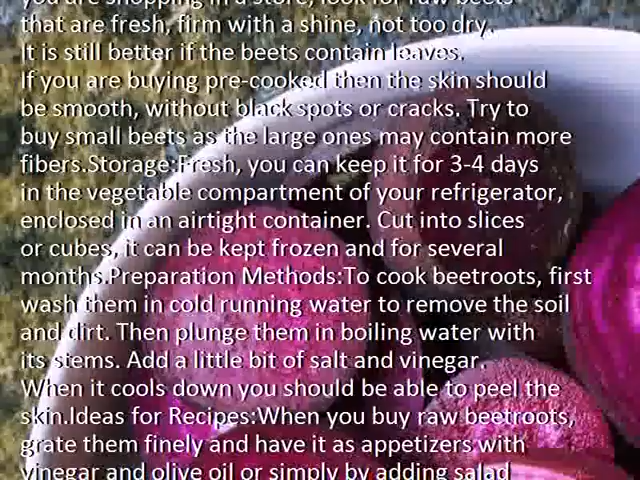 you are shopping in a store, look for raw beets
that are fresh, firm with a shine, not too dry.
It is still better if the beets contain leaves.
If you are buying pre-cooked then the skin should
be smooth, without black spots or cracks. Try to
buy small beets as the large ones may contain more
fibers.Storage:Fresh, you can keep it for 3-4 days
in the vegetable compartment of your refrigerator,
enclosed in an airtight container. Cut into slices
or cubes, it can be kept frozen and for several
months.Preparation Methods:To cook beetroots, first
wash them in cold running water to remove the soil
and dirt. Then plunge them in boiling water with
its stems. Add a little bit of salt and vinegar.
When it cools down you should be able to peel the
skin.Ideas for Recipes:When you buy raw beetroots,
grate them finely and have it as appetizers with
vinegar and olive oil or simply by adding salad